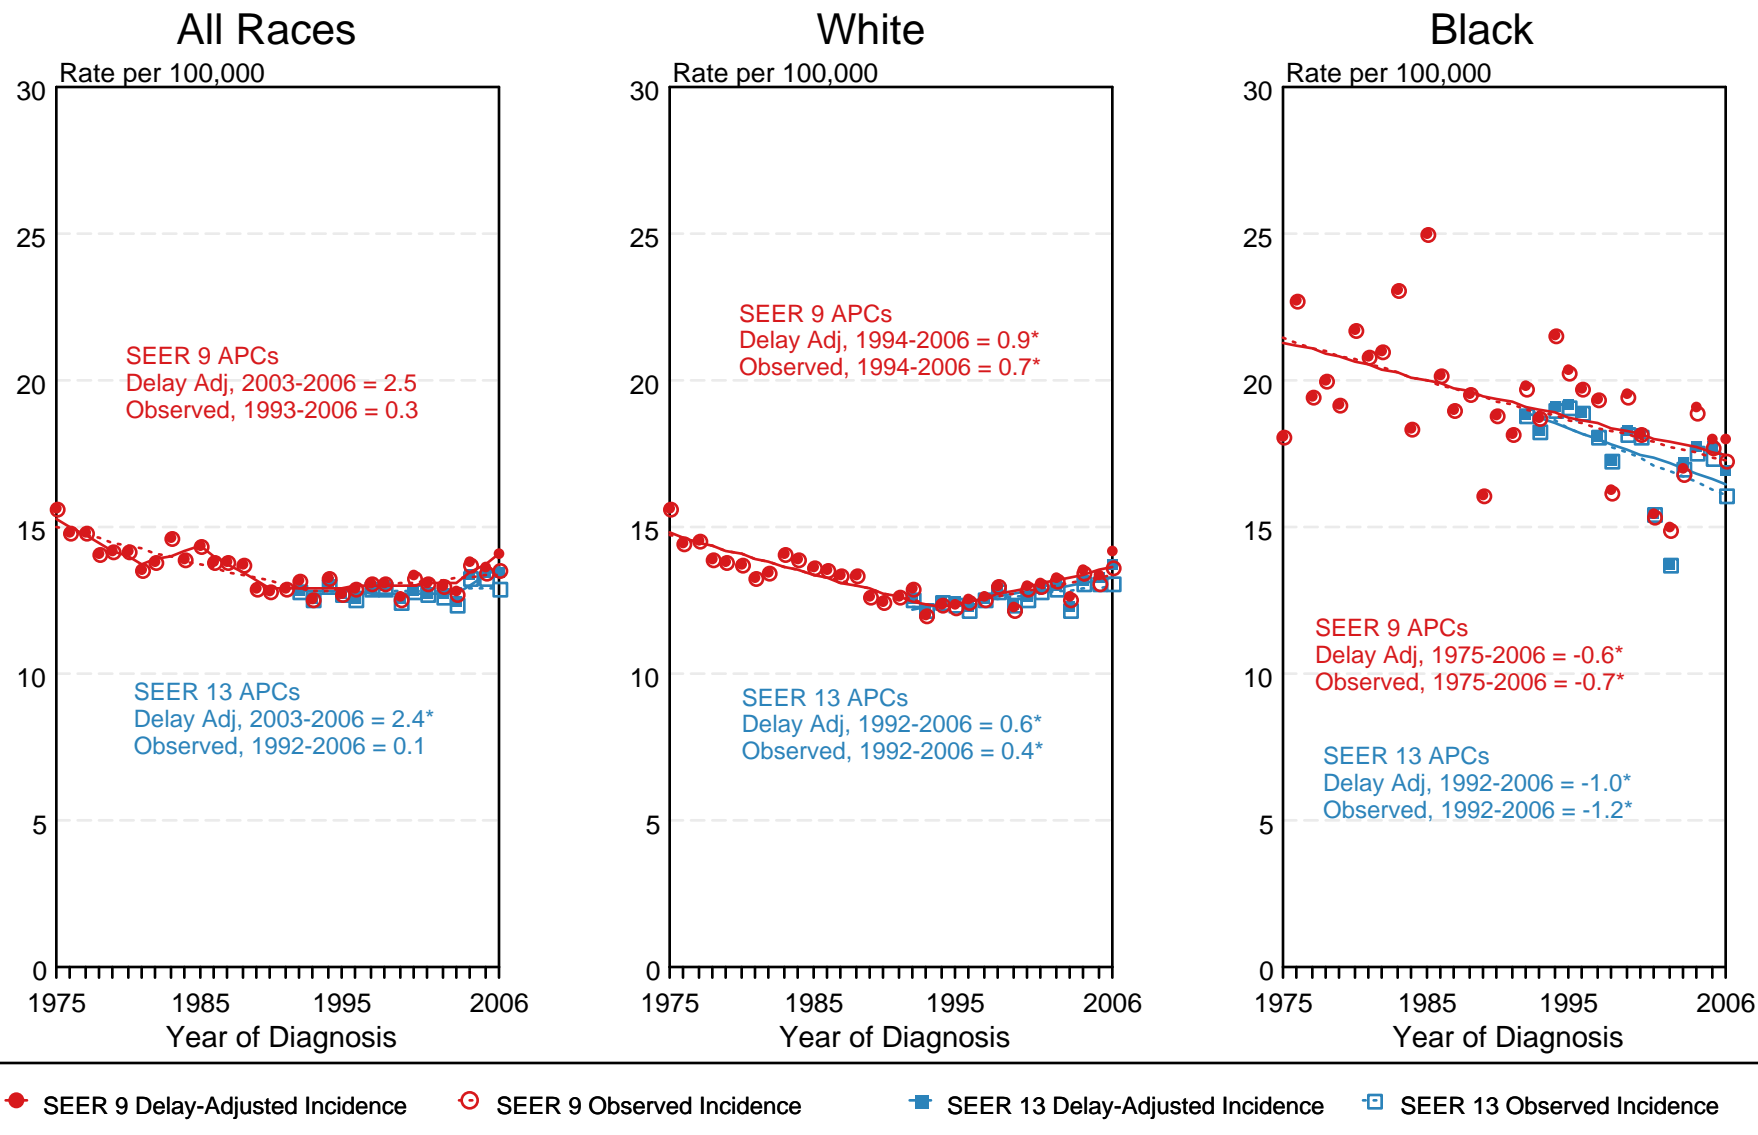 All Races
Rate per 100,000
30
25
20
15
10
5
0
SEER 9 APCs
Delay Adj, 2003-2006 = 2.5
Observed, 1993-2006 = 0.3
SEER 13 APCs
Delay Adj, 2003-2006 = 2.4*
Observed, 1992-2006 = 0.1
1975 1985 1995 2006
Year of Diagnosis
White
Rate per 100,000
30
25
20
15
10
5
0
SEER 9 APCs
Delay Adj, 1994-2006 = 0.9*
Observed, 1994-2006 = 0.7*
SEER 13 APCs
Delay Adj, 1992-2006 = 0.6*
Observed, 1992-2006 = 0.4*
1975 1985 1995 2006
Year of Diagnosis
Black
Rate per 100,000
30
25
20
15
10
5
0
SEER 9 APCs
Delay Adj, 1975-2006 = -0.6*
Observed, 1975-2006 = -0.7*
SEER 13 APCs
Delay Adj, 1992-2006 = -1.0*
Observed, 1992-2006 = -1.2*
1975 1985 1995 2006
Year of Diagnosis
SEER 9 Delay-Adjusted Incidence SEER 9 Observed Incidence SEER 13 Delay-Adjusted Incidence SEER 13 Observed Incidence